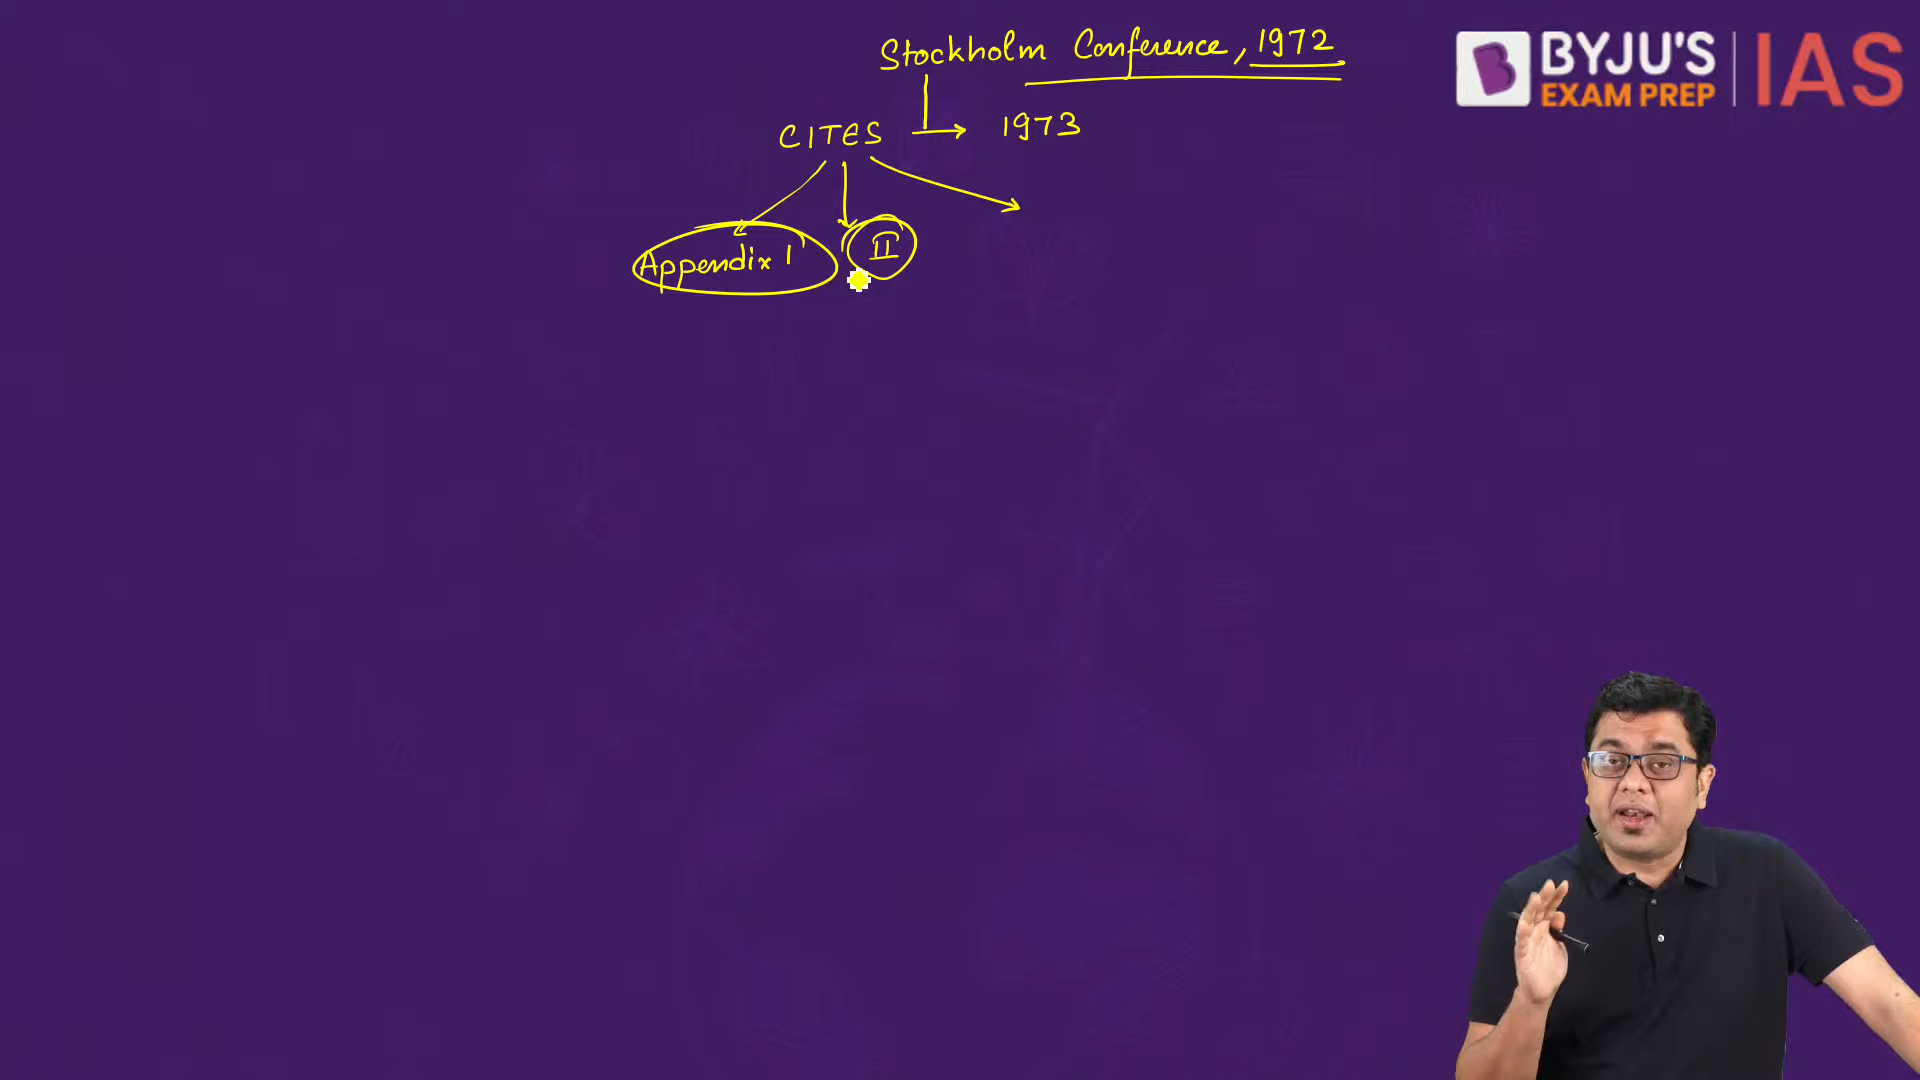 Stockholm Conference, 1972
CITES → 1973
Appendix I
II
BYJU'S
EXAM PREP
IAS